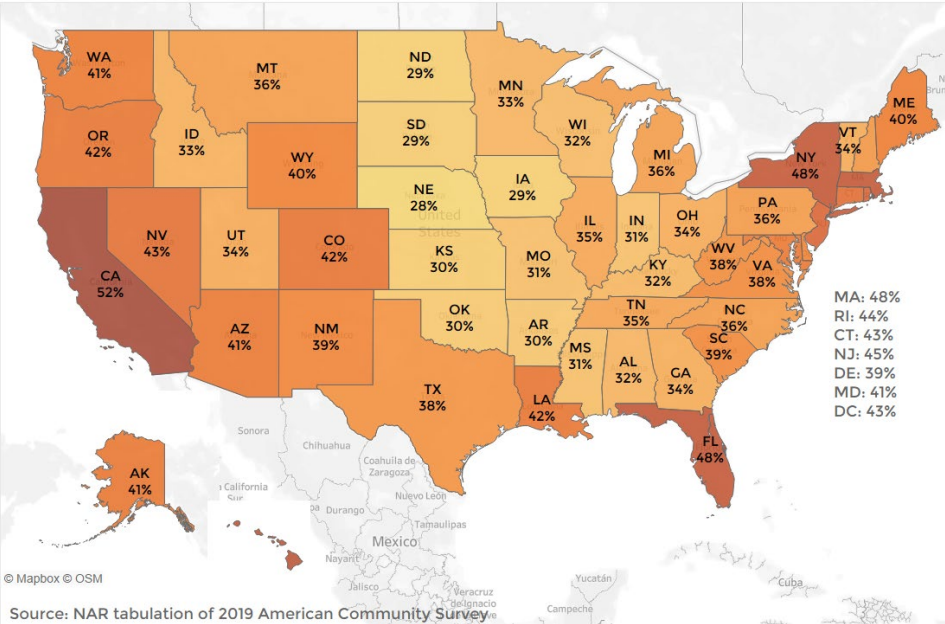 WA
41%
MT
36%
ND
29%
MN
33%
ME
40%
VT
34%
OR
42%
ID
33%
SD
29%
WI
32%
NY
48%
WY
40%
MI
36%
IA
29%
NE
28%
United
States
PA
36%
NV
43%
UT
34%
CO
42%
IL
35%
IN
31%
OH
34%
CA
52%
KS
30%
MO
31%
WV
38%
VA
38%
KY
32%
MA: 48%
RI: 44%
CT: 43%
NJ: 45%
DE: 39%
MD: 41%
DC: 43%
AZ
41%
NM
39%
OK
30%
AR
30%
TN
35%
NC
36%
SC
39%
MS
31%
AL
32%
GA
34%
TX
38%
LA
42%
FL
48%
Sonora
Chihuahua
Coahuila de
Zaragoza
AK
41%
California
Sur
Nuevo León
Durango
Tamaulipas
Mexico
Nayarit
© Mapbox © OSM
Jalisco
Yucatán
Cuba
Veracruz
de Ignacio
Campeche
Source: NAR tabulation of 2019 American Community Survey